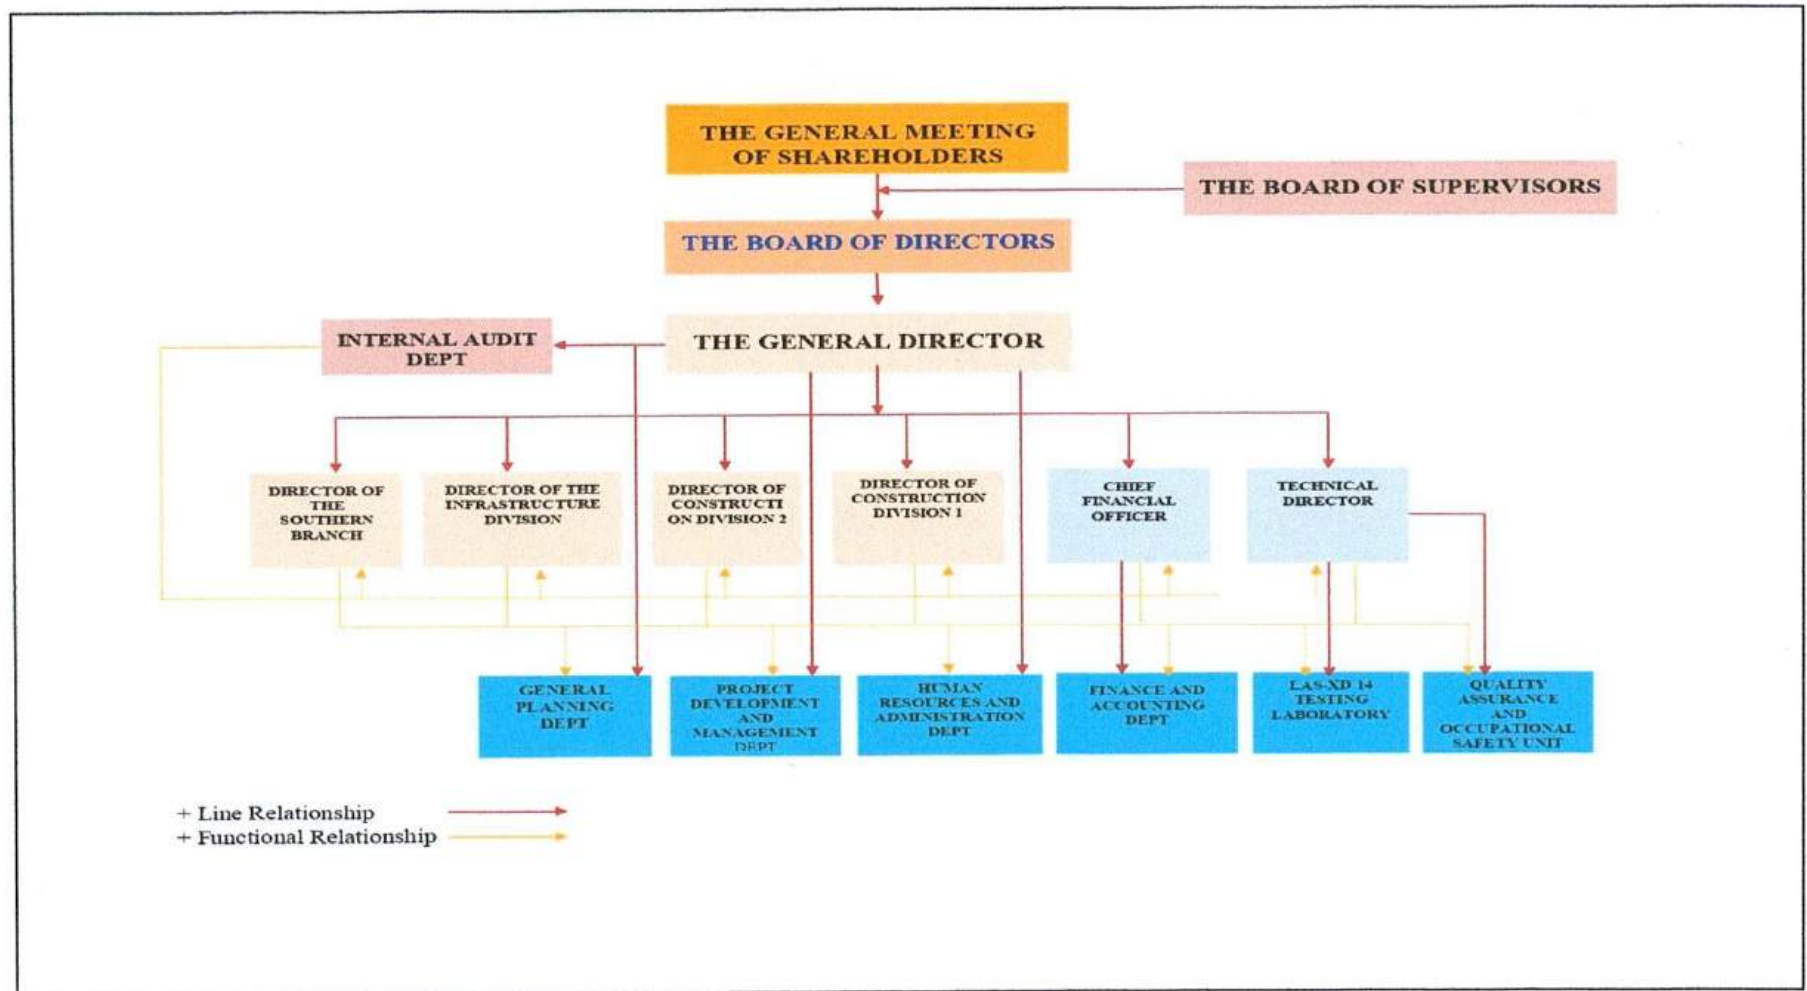 THE GENERAL MEETING
OF SHAREHOLDERS
THE BOARD OF SUPERVISORS
THE BOARD OF DIRECTORS
INTERNAL AUDIT
DEPT
THE GENERAL DIRECTOR
DIRECTOR OF
THE
SOUTHERN
BRANCH
DIRECTOR OF THE
INFRASTRUCTURE
DIVISION
DIRECTOR OF
CONSTRUCTI
ON DIVISION 2
DIRECTOR OF
CONSTRUCTION
DIVISION 1
CHIEF
FINANCIAL
OFFICER
TECHNICAL
DIRECTOR
GENERAL
PLANNING
DEPT
PROJECT
DEVELOPMENT
AND
MANAGEMENT
DEPT
HUMAN
RESOURCES AND
ADMINISTRATION
DEPT
FINANCE AND
ACCOUNTING
DEPT
LAS-XD 14
TESTING
LABORATORY
QUALITY
ASSURANCE
AND
OCCUPATIONAL
SAFETY UNIT
+ Line Relationship
+ Functional Relationship